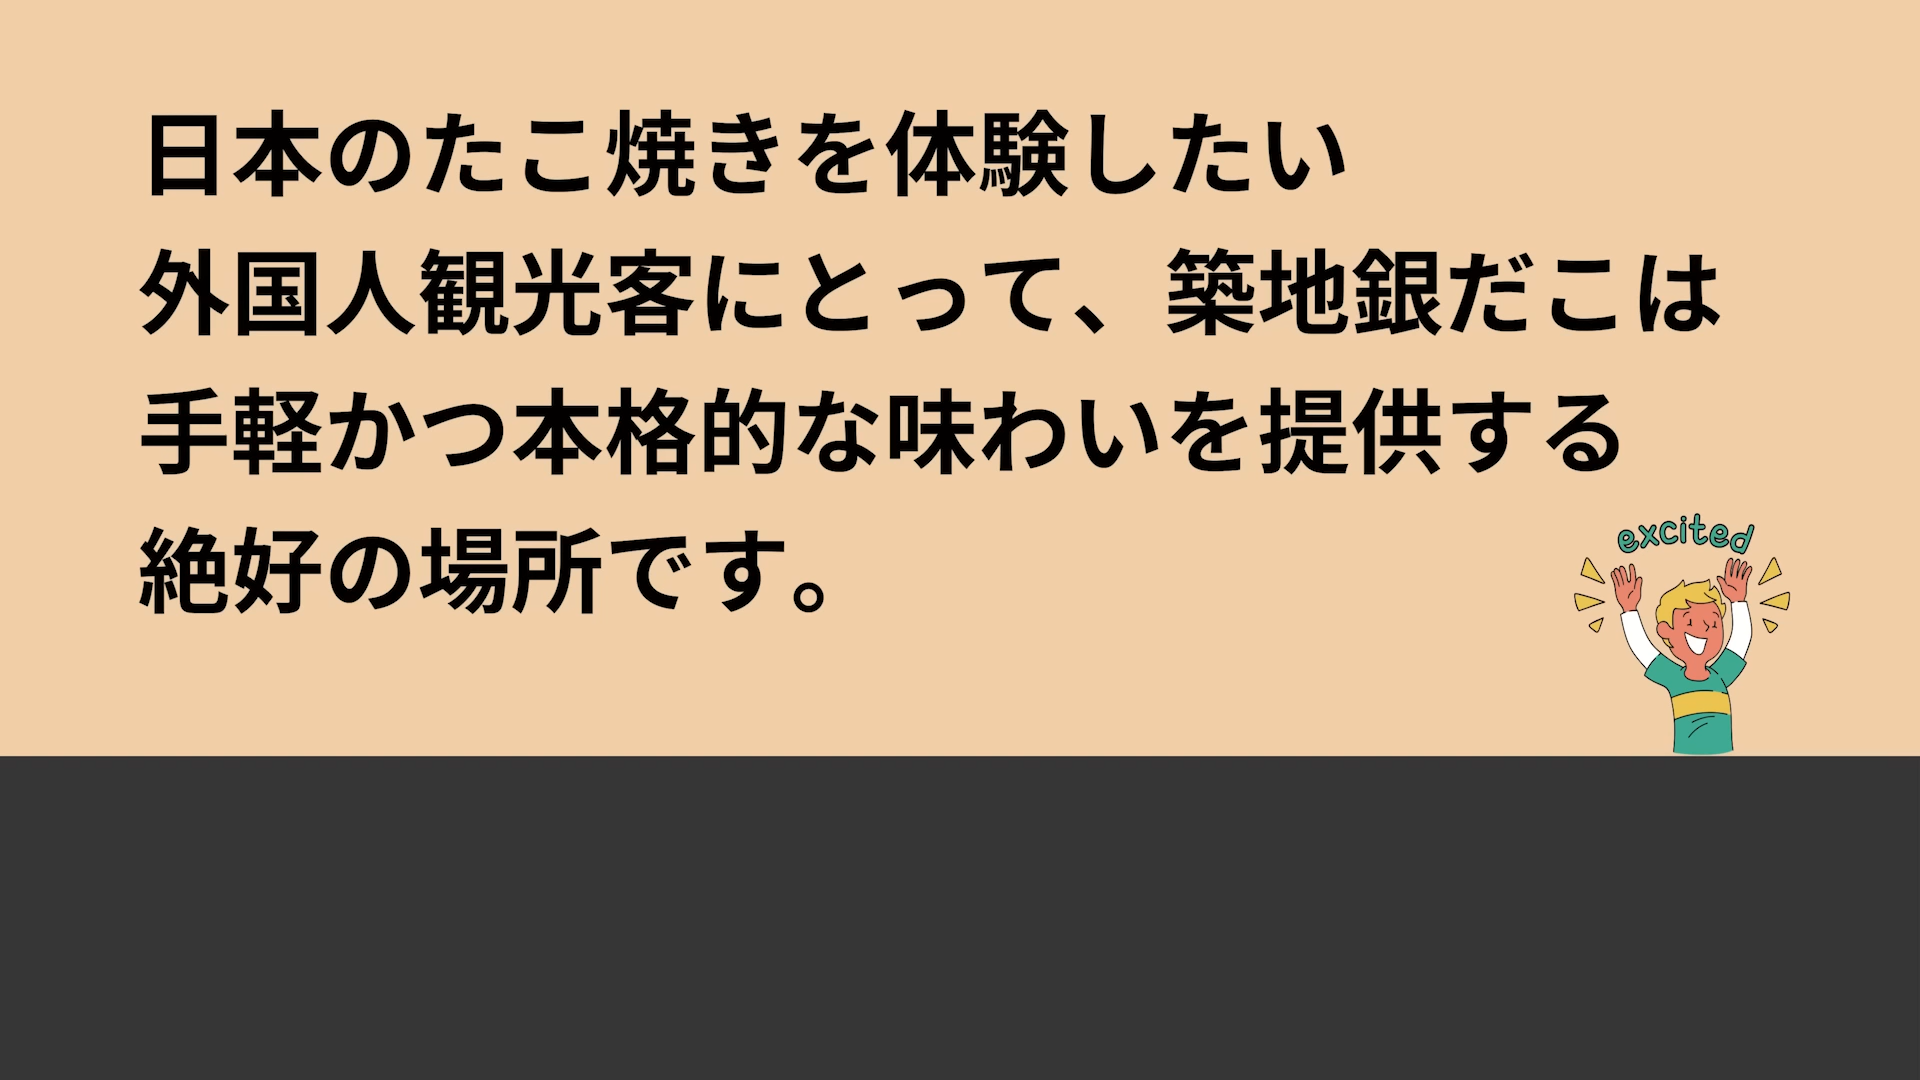 日本のたこ焼きを体験したい
外国人観光客にとって、築地銀だこは
手軽かつ本格的な味わいを提供する
絶好の場所です。
excited